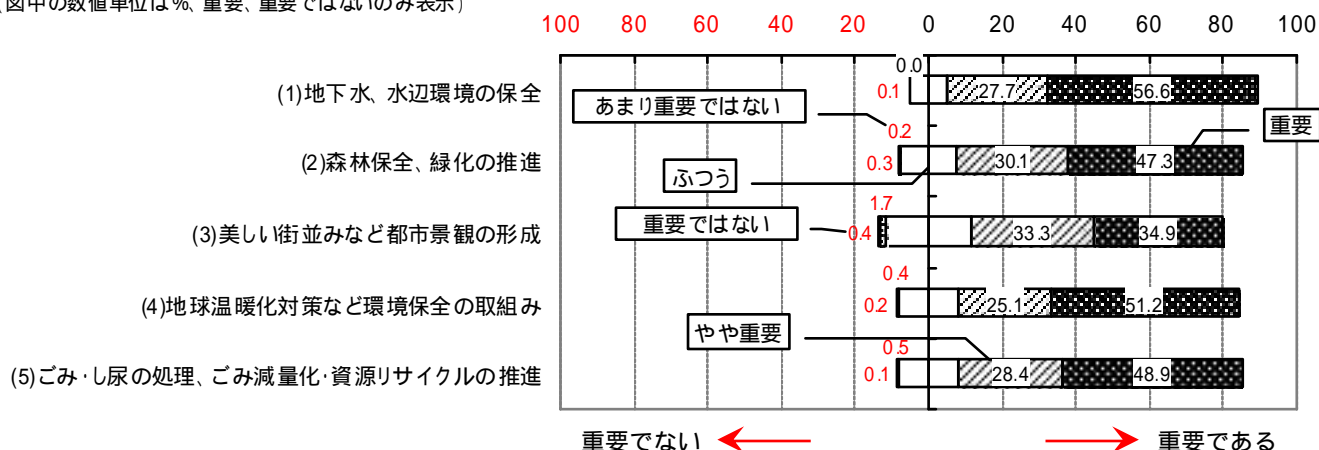 (図中の数値単位は%、重要、重要ではないのみ表示)
100 80 60 40 20 0 20 40 60 80 100
0.0
(1)地下水、水辺環境の保全 0.1 27.7 56.6
あまり重要ではない 0.2 重要
(2)森林保全、緑化の推進 0.3 30.1 47.3
ふつう
1.7
重要ではない
(3)美しい街並みなど都市景観の形成 0.4 33.3 34.9
0.4
(4)地球温暖化対策など環境保全の取組み 0.2 25.1 51.2
やや重要 0.5
(5)ごみ・し尿の処理、ごみ減量化・資源リサイクルの推進 0.1 28.4 48.9
重要でない 重要である